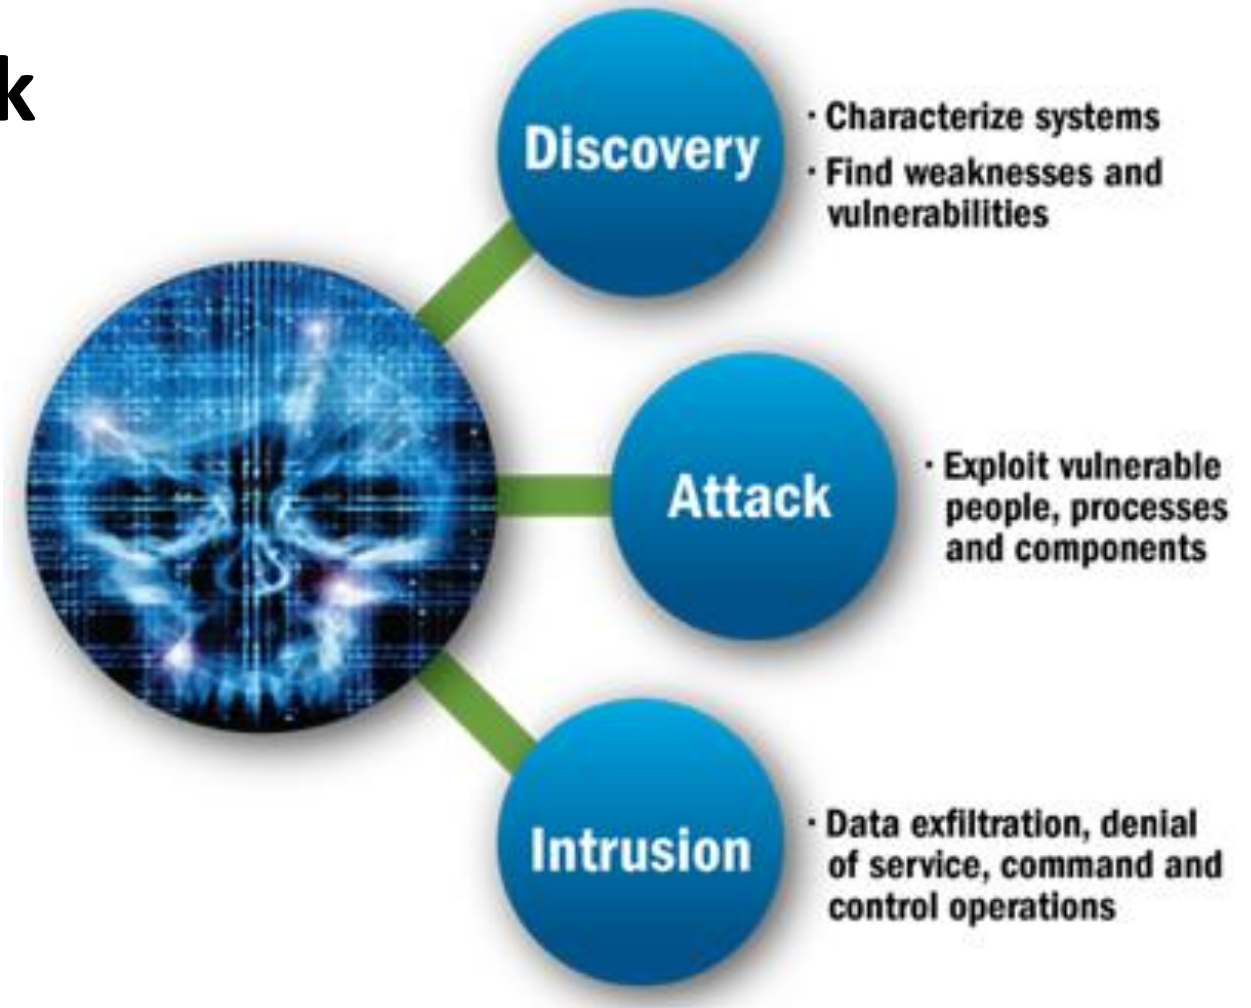 k
Discovery
· Characterize systems
· Find weaknesses and
vulnerabilities
Attack
· Exploit vulnerable
people, processes
and components
Intrusion
· Data exfiltration, denial
of service, command and
control operations